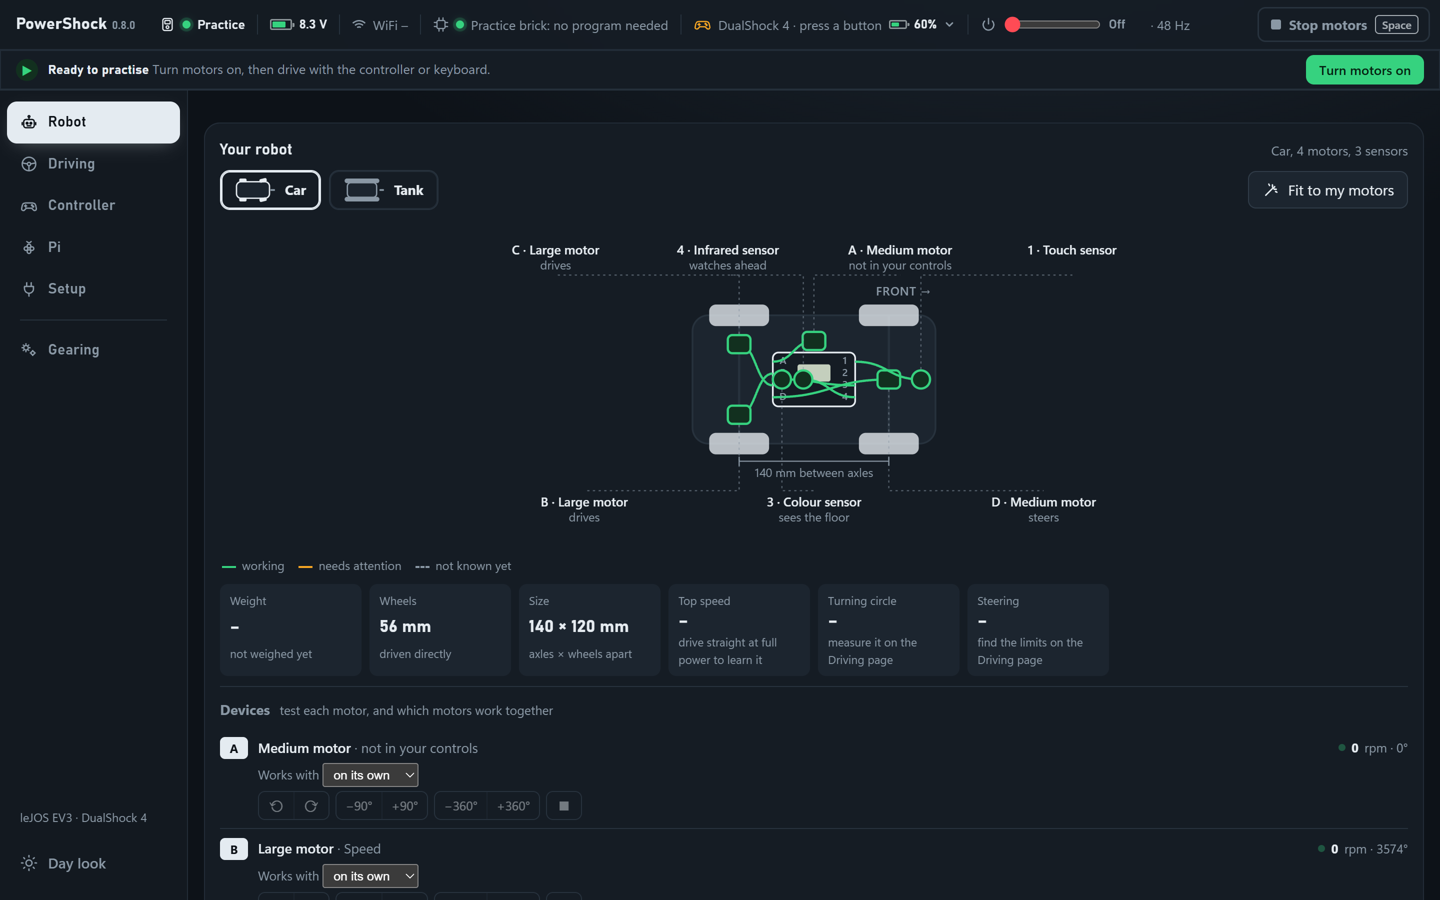 PowerShock 0.8.0
Practice
8.3 V
WiFi –
Practice brick: no program needed
DualShock 4 · press a button
60%
Off
· 48 Hz
Stop motors
Space
Ready to practise Turn motors on, then drive with the controller or keyboard.
Turn motors on
Robot
Driving
Controller
Pi
Setup
Gearing
leJOS EV3 · DualShock 4
Day look
Your robot
Car, 4 motors, 3 sensors
Car
Tank
Fit to my motors
C · Large motor
drives
4 · Infrared sensor
watches ahead
A · Medium motor
not in your controls
1 · Touch sensor
FRONT →
A
D
1
2
3
4
140 mm between axles
B · Large motor
drives
3 · Colour sensor
sees the floor
D · Medium motor
steers
working
needs attention
not known yet
Weight
–
not weighed yet
Wheels
56 mm
driven directly
Size
140 × 120 mm
axles × wheels apart
Top speed
–
drive straight at full
power to learn it
Turning circle
–
measure it on the
Driving page
Steering
–
find the limits on the
Driving page
Devices test each motor, and which motors work together
A
Medium motor · not in your controls
0 rpm · 0°
Works with on its own
−90° +90° −360° +360°
B
Large motor · Speed
0 rpm · 3574°
Works with on its own